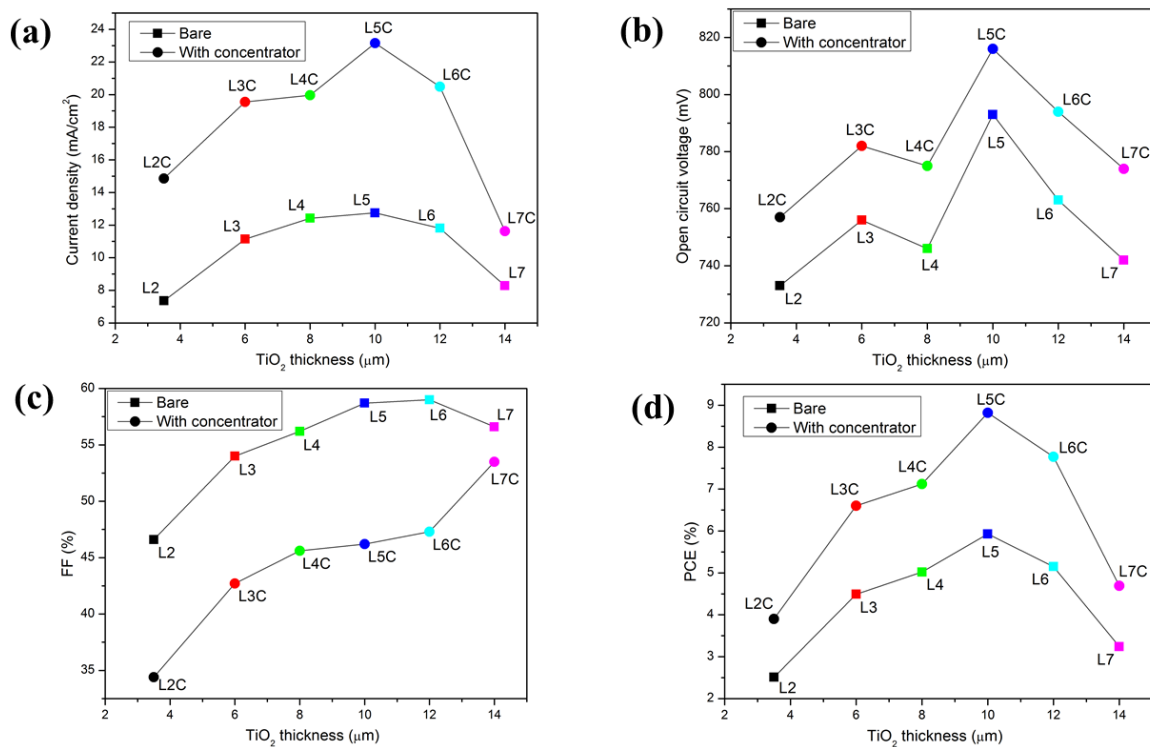 (a)
Bare
With concentrator
24
22
20
18
16
14
12
10
8
6
Current density (mA/cm²)
L2C
L3C
L4C
L5C
L6C
L7C
L2
L3
L4
L5
L6
L7
2 4 6 8 10 12 14
TiO₂ thickness (μm)
(b)
Bare
With concentrator
820
800
780
760
740
720
Open circuit voltage (mV)
L2C
L3C
L4C
L5C
L6C
L7C
L2
L3
L4
L5
L6
L7
2 4 6 8 10 12 14
TiO₂ thickness (μm)
(c)
Bare
With concentrator
60
55
50
45
40
35
FF (%)
L2
L3
L4
L5
L6
L7
L2C
L3C
L4C
L5C
L6C
L7C
2 4 6 8 10 12 14
TiO₂ thickness (μm)
(d)
Bare
With concentrator
9
8
7
6
5
4
3
2
PCE (%)
L2C
L3C
L4C
L5C
L6C
L7C
L2
L3
L4
L5
L6
L7
2 4 6 8 10 12 14
TiO₂ thickness (μm)